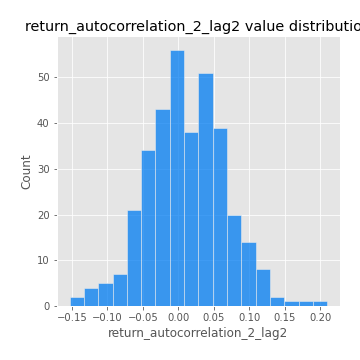 return_autocorrelation_2_lag2 value distributio
50
40
30
20
10
0
Count
−0.15 −0.10 −0.05 0.00 0.05 0.10 0.15 0.20
return_autocorrelation_2_lag2